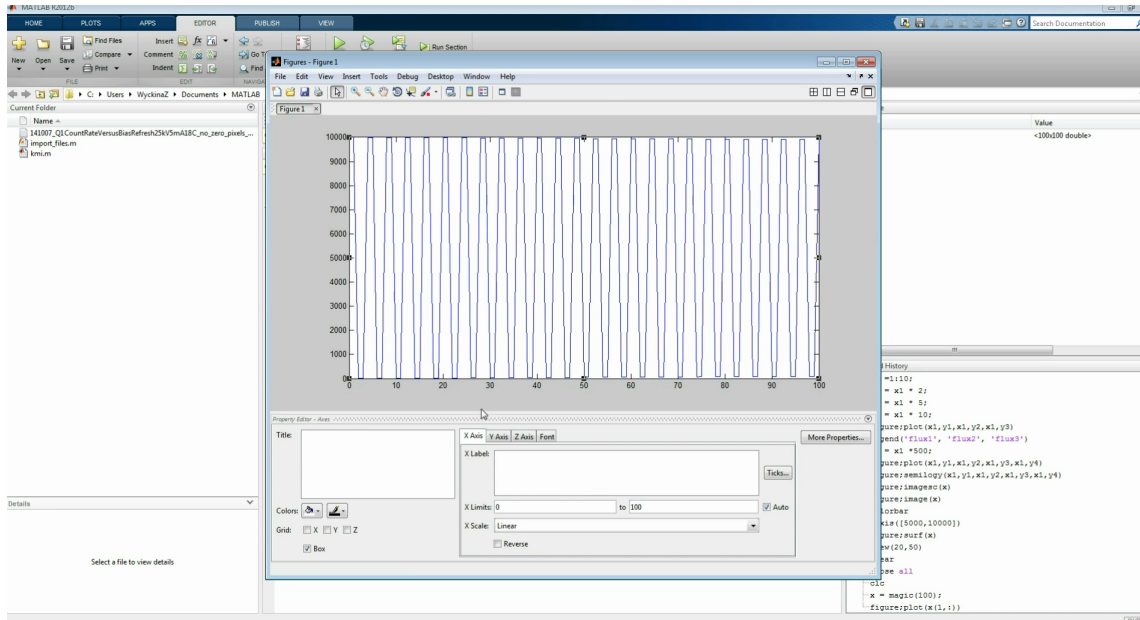 MATLAB R2012b
HOME PLOTS APPS EDITOR PUBLISH VIEW
Search Documentation
New Open Save
Find Files
Compare
Print
Insert
Comment
Indent
Go T
Find
Run Section
FILE EDIT NAVIGA
C: Users WyckinaZ Documents MATLAB
Current Folder
Name
141007_Q1CountRateVersusBiasRefresh25kV5mA18C_no_zero_pixels_...
import_files.m
kmi.m
Details
Select a file to view details
Figures - Figure 1
File Edit View Insert Tools Debug Desktop Window Help
Figure 1
10000
9000
8000
7000
6000
5000
4000
3000
2000
1000
0
0 10 20 30 40 50 60 70 80 90 100
Property Editor - Axes
Title:
Colors:
Grid: X Y Z
Box
X Axis Y Axis Z Axis Font
X Label:
Ticks...
X Limits: 0 to 100 Auto
X Scale: Linear
Reverse
More Properties...
Value
<100x100 double>
History
=1:10;
= x1 * 2;
= x1 * 5;
= x1 * 10;
gure;plot(x1,y1,x1,y2,x1,y3)
gend('flux1', 'flux2', 'flux3')
= x1 *500;
gure;plot(x1,y1,x1,y2,x1,y3,x1,y4)
gure;semilogy(x1,y1,x1,y2,x1,y3,x1,y4)
gure;imagesc(x)
gure;image(x)
lorbar
xis([5000,10000])
gure;surf(x)
ew(20,50)
ear
ose all
clc
x = magic(100);
figure;plot(x(1,:))